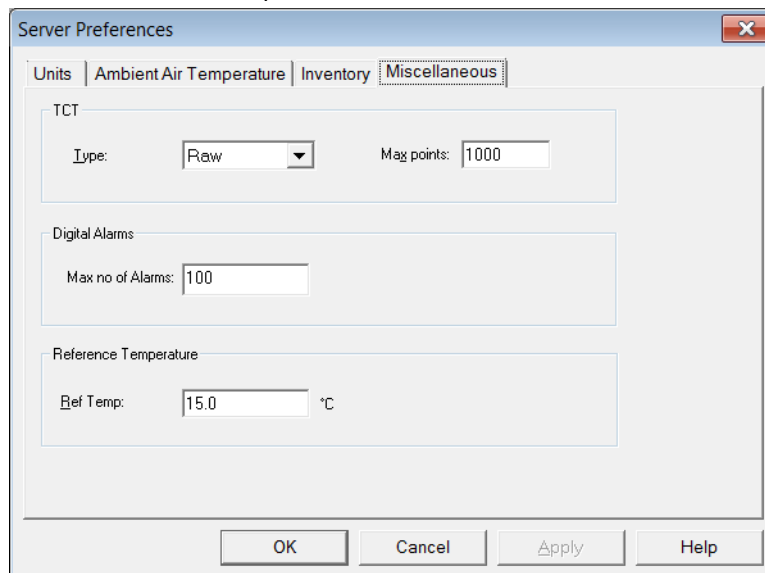 Server Preferences
Units Ambient Air Temperature Inventory Miscellaneous
TCT
Type: Raw Max points: 1000
Digital Alarms
Max no of Alarms: 100
Reference Temperature
Ref Temp: 15.0 °C
OK Cancel Apply Help